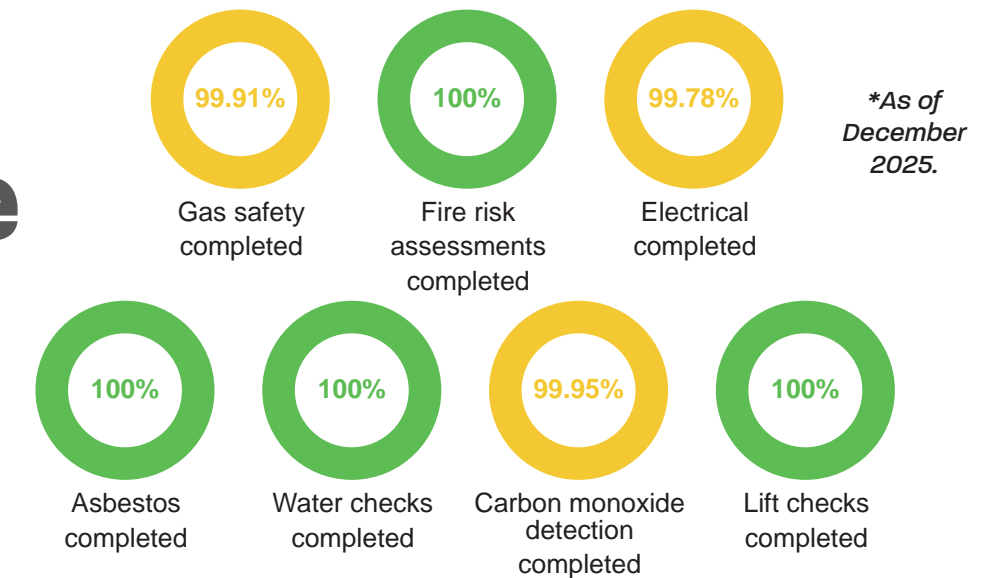 99.91%
100%
99.78%
*As of
December
2025.
e
Gas safety
completed
Fire risk
assessments
completed
Electrical
completed
100%
100%
99.95%
100%
Asbestos
completed
Water checks
completed
Carbon monoxide
detection
completed
Lift checks
completed